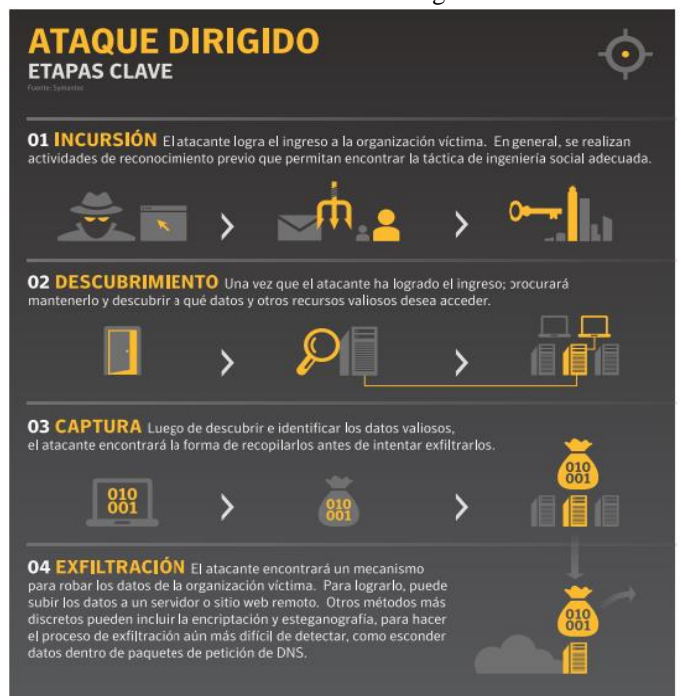 ATAQUE DIRIGIDO
ETAPAS CLAVE
Fuente: Symantec
01 INCURSIÓN El atacante logra el ingreso a la organización víctima. En general, se realizan
actividades de reconocimiento previo que permitan encontrar la táctica de ingeniería social adecuada.
02 DESCUBRIMIENTO Una vez que el atacante ha logrado el ingreso; procurará
mantenerlo y descubrir a qué datos y otros recursos valiosos desea acceder.
03 CAPTURA Luego de descubrir e identificar los datos valiosos,
el atacante encontrará la forma de recopilarlos antes de intentar exfiltrarlos.
010
001
010
001
010
001
04 EXFILTRACIÓN El atacante encontrará un mecanismo
para robar los datos de la organización víctima. Para lograrlo, puede
subir los datos a un servidor o sitio web remoto. Otros métodos más
discretos pueden incluir la encriptación y esteganografía, para hacer
el proceso de exfiltración aún más difícil de detectar, como esconder
datos dentro de paquetes de petición de DNS.
010
001